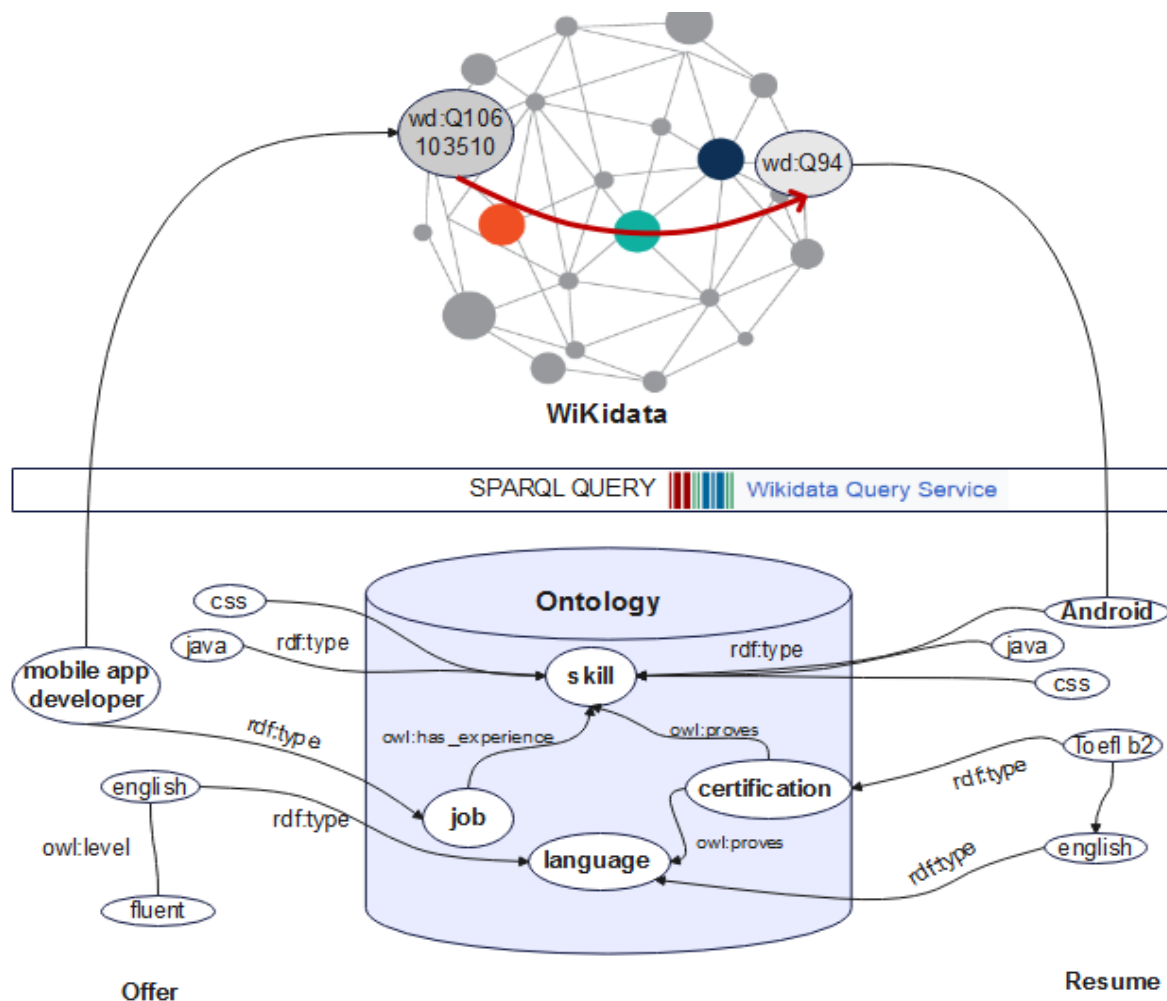 wd:Q106
103510
wd:Q94
WiKidata
SPARQL QUERY Wikidata Query Service
Ontology
css
rdf:type
java
skill
rdf:type
Android
java
css
mobile app
developer
rdf:type
owl:has_experience
owl:proves
Toefl b2
rdf:type
english
rdf:type
job
certification
owl:level
language
owl:proves
english
rdf:type
fluent
Offer
Resume